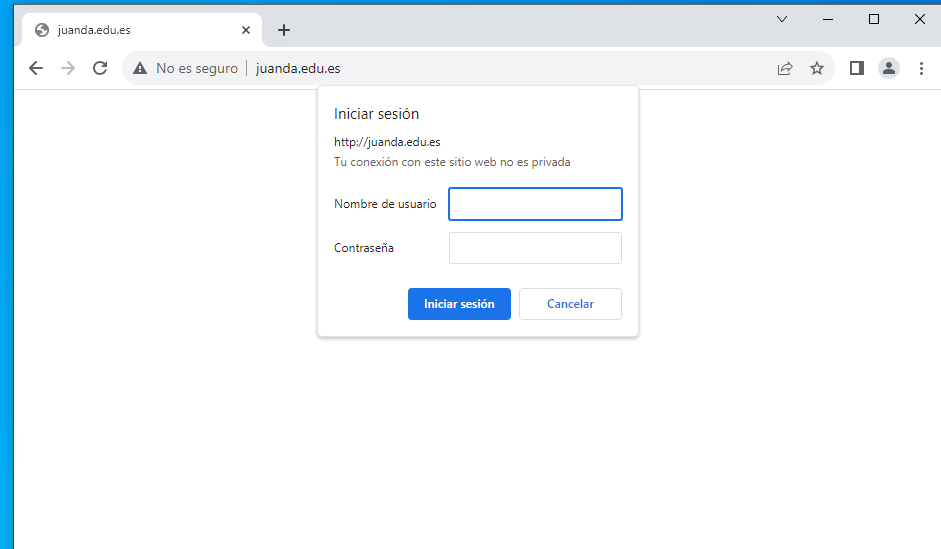 juanda.edu.es
No es seguro juanda.edu.es
Iniciar sesión
http://juanda.edu.es
Tu conexión con este sitio web no es privada
Nombre de usuario
Contraseña
Iniciar sesión Cancelar